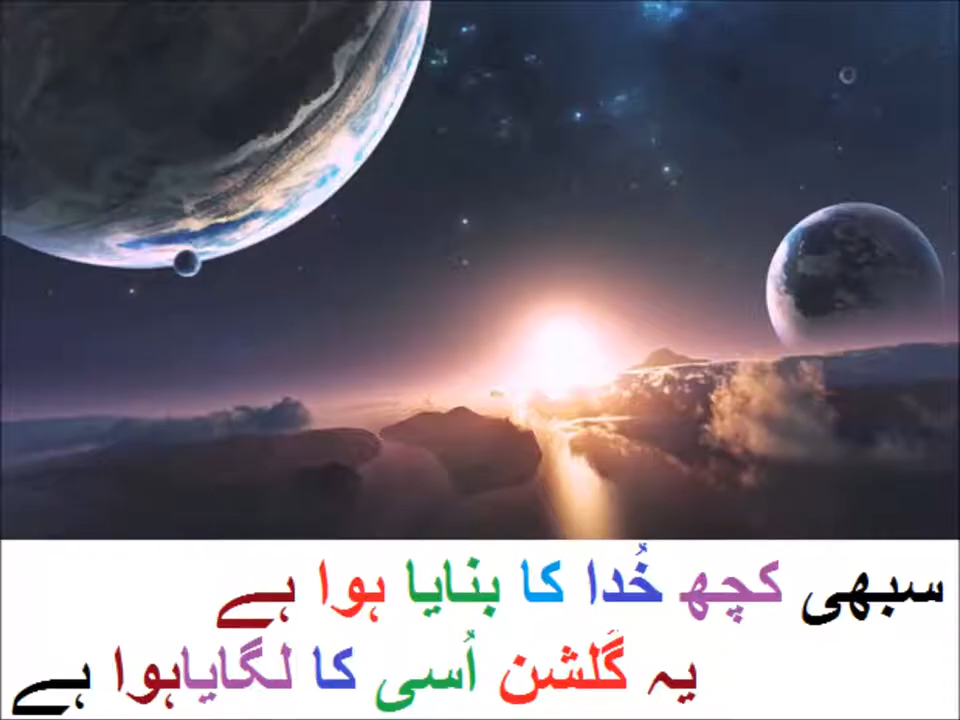 سبھی کچھ خُدا کا بنایا ہوا ہے
یہ گُلشن اُسی کا لگایاہوا ہے